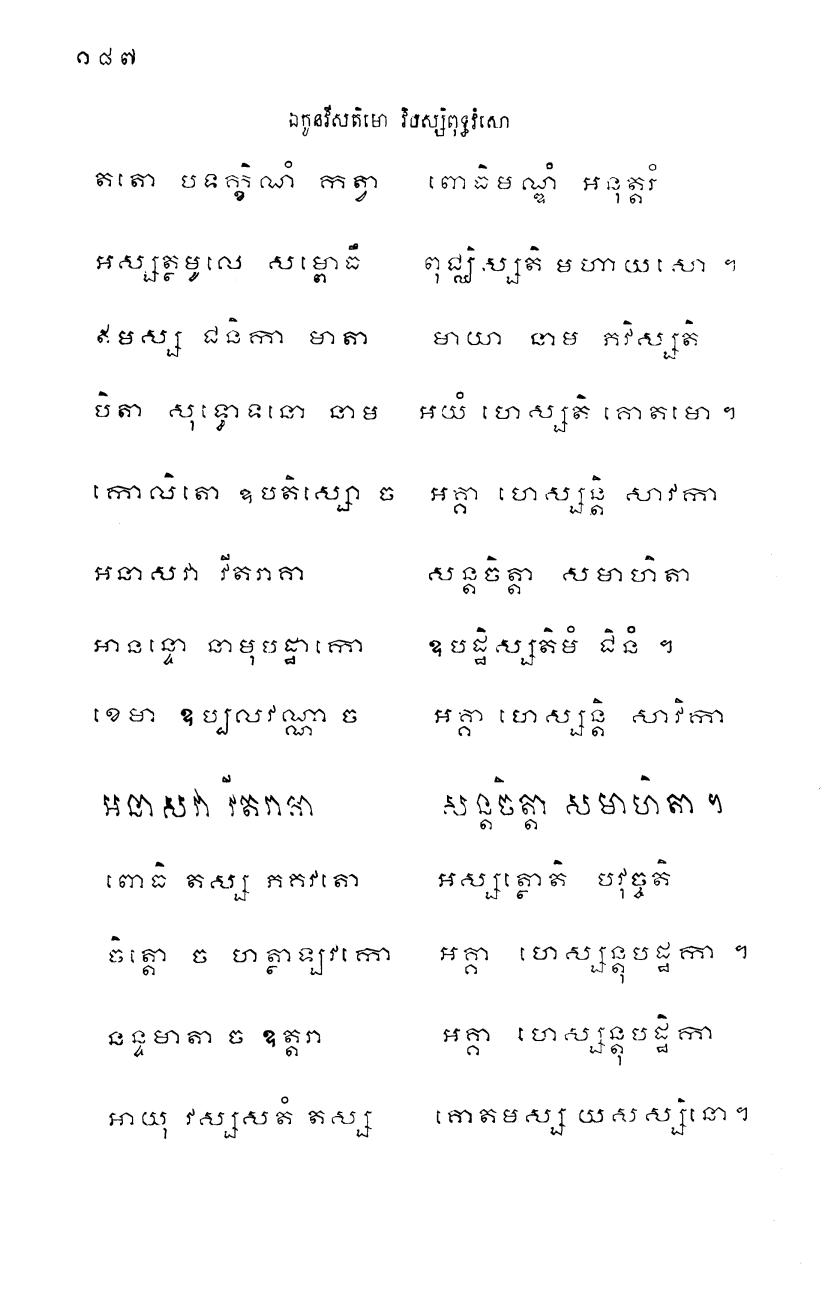 ១៨៧
ឯកូនវីសតិមោ វិបស្សិពុទ្ធវំសោ
តតោ បទក្ខិណំ កត្វា ពោធិមណ្ឌំ អនុត្តរំ
អស្សត្ថមូលេ សម្ពោធឹ ពុជ្ឈិស្សតិ មហាយសោ ។
ឥមស្ស ជនិកា មាតា មាយា នាម ភវិស្សតិ
បិតា សុទ្ធោទនោ នាម អយំ ហេស្សតិ គោតមោ ។
កោលិតោ ឧបតិស្សោ ច អគ្គា ហេស្សន្តិ សាវកា
អនាសវា វីតរាគា សន្តចិត្តា សមាហិតា
អានន្ទោ នាមុបដ្ឋាកោ ឧបដ្ឋិស្សតិមំ ជិនំ ។
ខេមា ឧប្បលវណ្ណា ច អគ្គា ហេស្សន្តិ សាវិកា
អនាសវា វីតរាគា សន្តចិត្តា សមាហិតា ។
ពោធិ តស្ស ភគវតោ អស្សត្ថោតិ បវុច្ចតិ
ចិត្តោ ច ហត្ថាឡវកោ អគ្គា ហេស្សន្តុបដ្ឋកា ។
នន្ទមាតា ច ឧត្តរា អគ្គា ហេស្សន្តុបដ្ឋិកា
អាយុ វស្សសតំ តស្ស គោតមស្ស យសស្សិនោ។